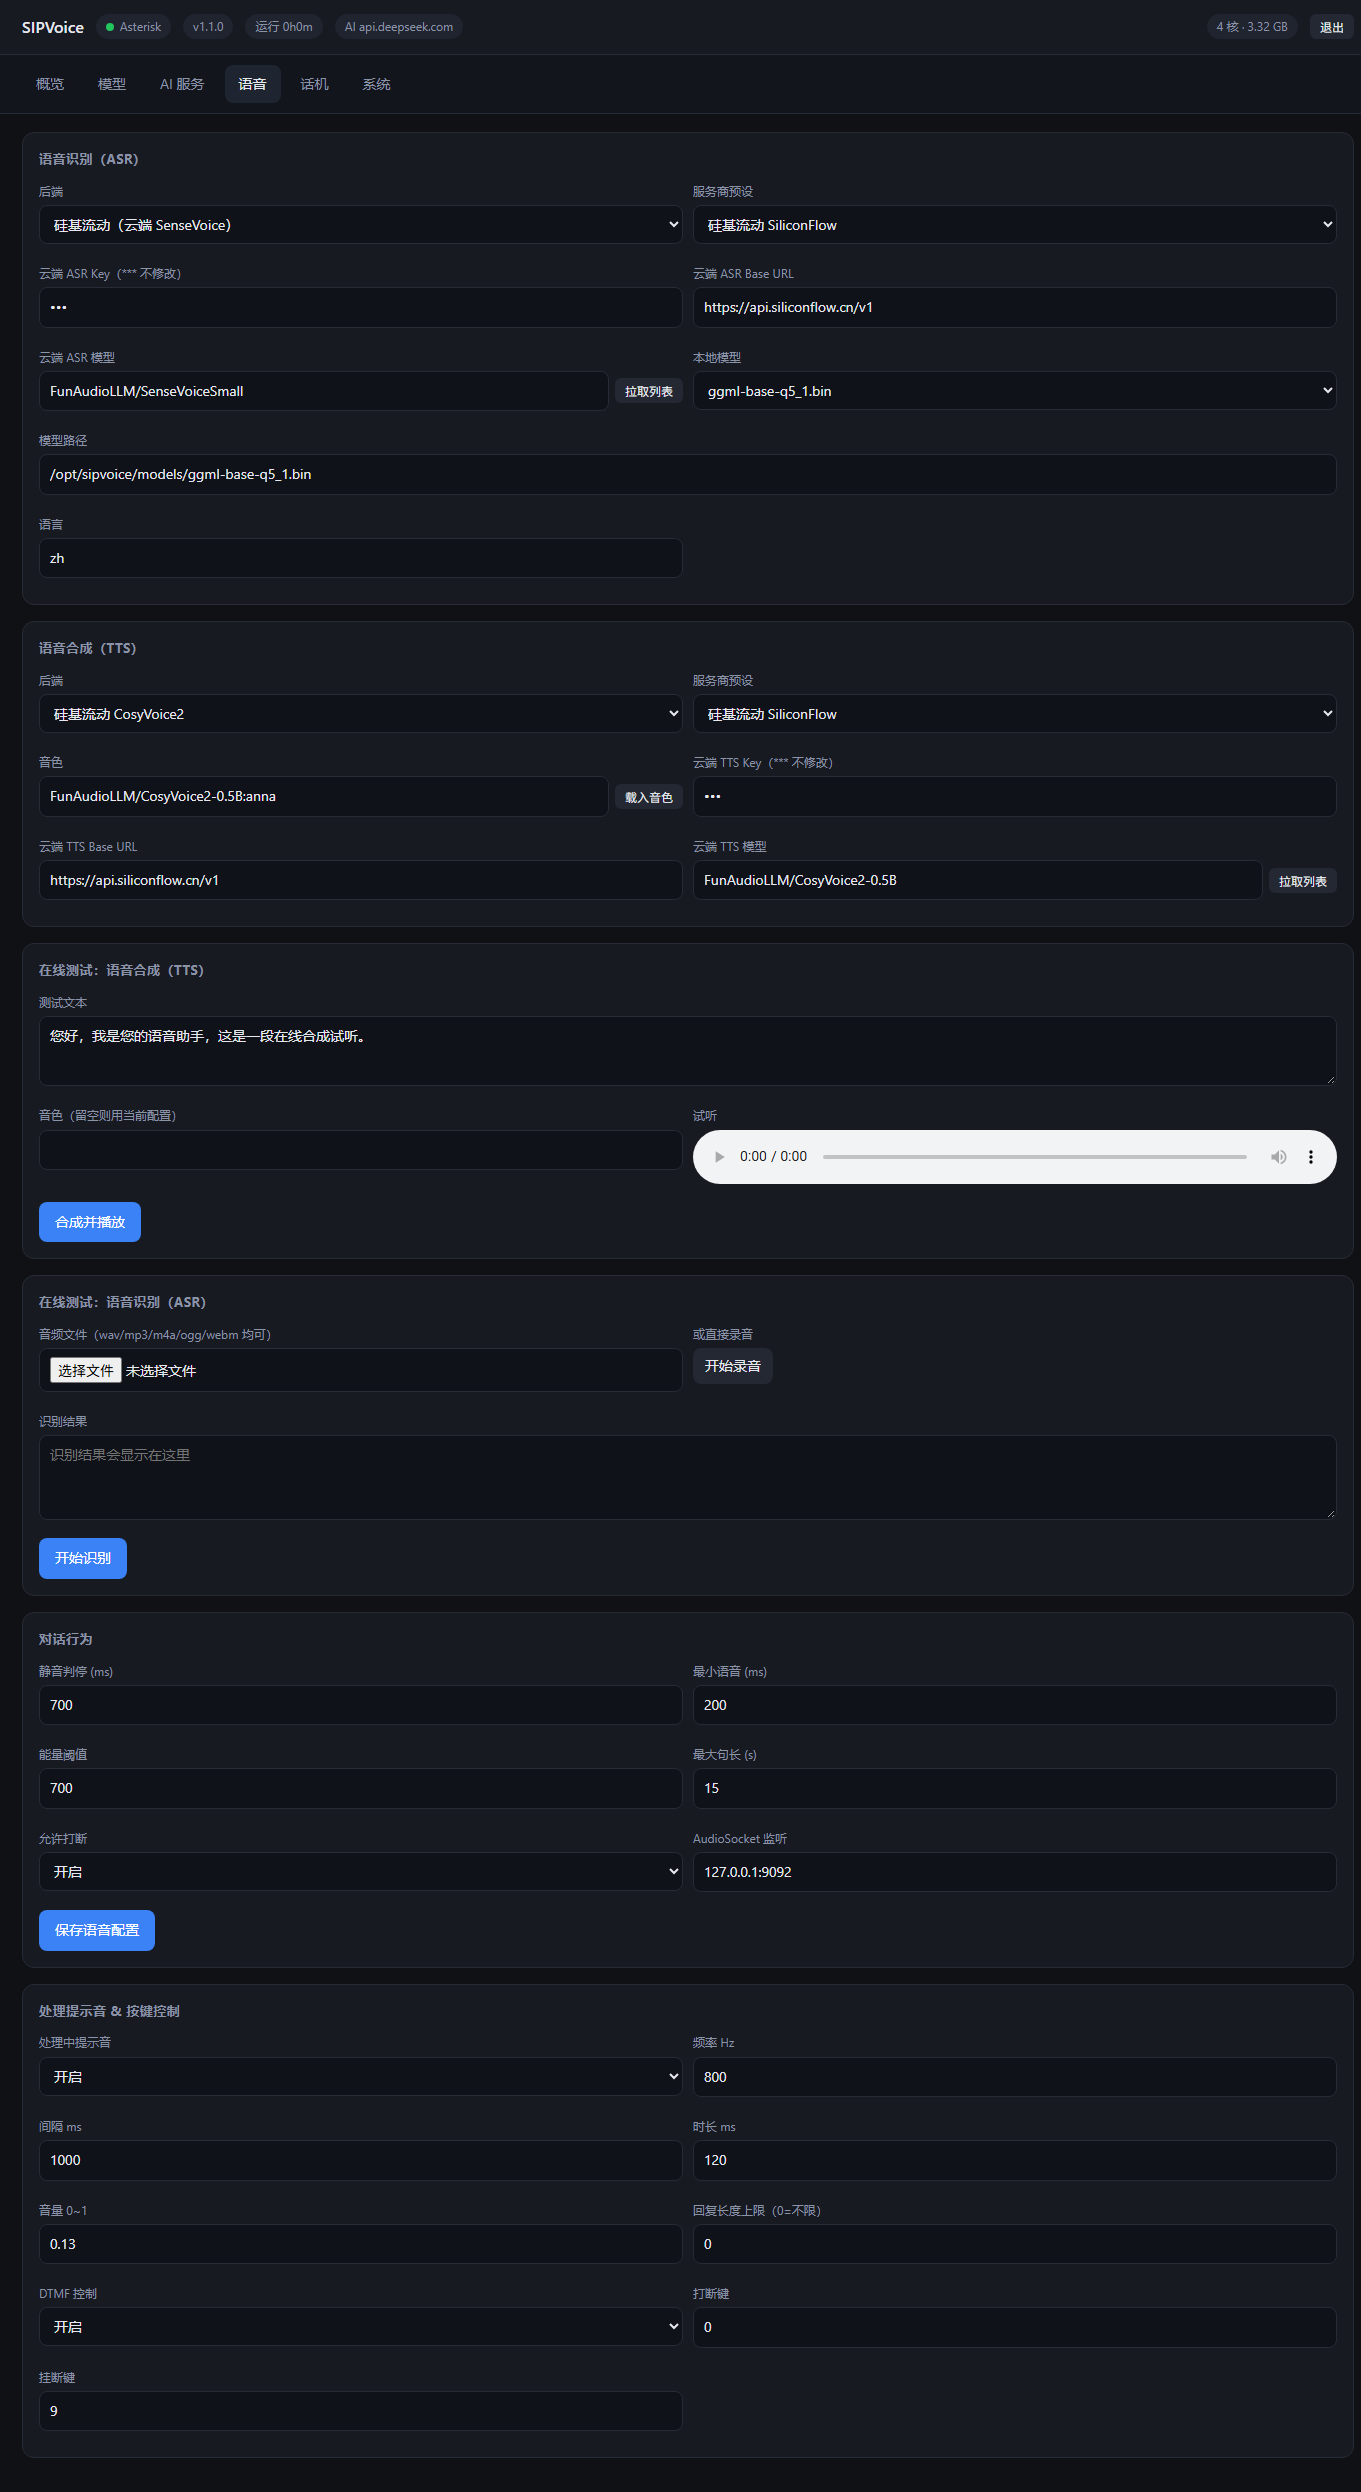 SIPVoice Asterisk v1.1.0 运行 0h0m AI api.deepseek.com 4 核 · 3.32 GB 退出
概览 模型 AI 服务 语音 话机 系统
语音识别（ASR）
后端 服务商预设
硅基流动（云端 SenseVoice） 硅基流动 SiliconFlow
云端 ASR Key（*** 不修改） 云端 ASR Base URL
••• https://api.siliconflow.cn/v1
云端 ASR 模型 本地模型
FunAudioLLM/SenseVoiceSmall 拉取列表 ggml-base-q5_1.bin
模型路径
/opt/sipvoice/models/ggml-base-q5_1.bin
语言
zh
语音合成（TTS）
后端 服务商预设
硅基流动 CosyVoice2 硅基流动 SiliconFlow
音色 云端 TTS Key（*** 不修改）
FunAudioLLM/CosyVoice2-0.5B:anna 载入音色 •••
云端 TTS Base URL 云端 TTS 模型
https://api.siliconflow.cn/v1 FunAudioLLM/CosyVoice2-0.5B 拉取列表
在线测试：语音合成（TTS）
测试文本
您好，我是您的语音助手，这是一段在线合成试听。
音色（留空则用当前配置） 试听
0:00 / 0:00
合成并播放
在线测试：语音识别（ASR）
音频文件（wav/mp3/m4a/ogg/webm 均可） 或直接录音
选择文件 未选择文件 开始录音
识别结果
识别结果会显示在这里
开始识别
对话行为
静音判停 (ms) 最小语音 (ms)
700 200
能量阈值 最大句长 (s)
700 15
允许打断 AudioSocket 监听
开启 127.0.0.1:9092
保存语音配置
处理提示音 & 按键控制
处理中提示音 频率 Hz
开启 800
间隔 ms 时长 ms
1000 120
音量 0~1 回复长度上限（0=不限）
0.13 0
DTMF 控制 打断键
开启 0
挂断键
9